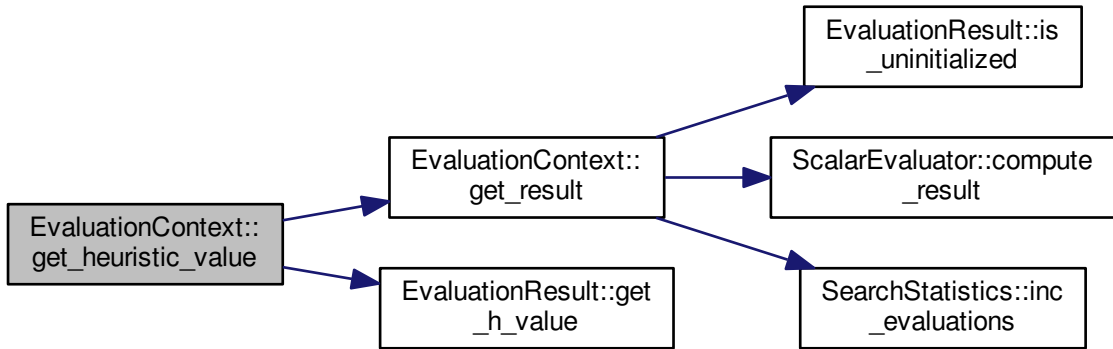 EvaluationContext::
get_heuristic_value
EvaluationContext::
get_result
EvaluationResult::get
_h_value
EvaluationResult::is
_uninitialized
ScalarEvaluator::compute
_result
SearchStatistics::inc
_evaluations